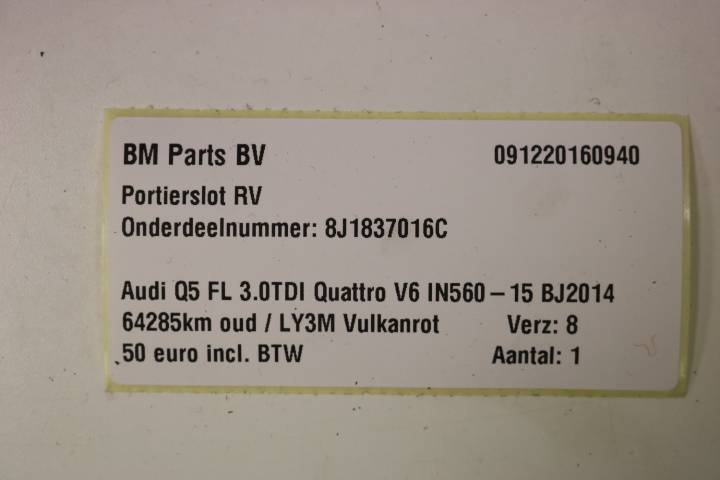 BM Parts BV 091220160940
Portierslot RV
Onderdeelnummer: 8J1837016C
Audi Q5 FL 3.0TDI Quattro V6 IN560 – 15 BJ2014
64285km oud / LY3M Vulkanrot Verz: 8
50 euro incl. BTW Aantal: 1